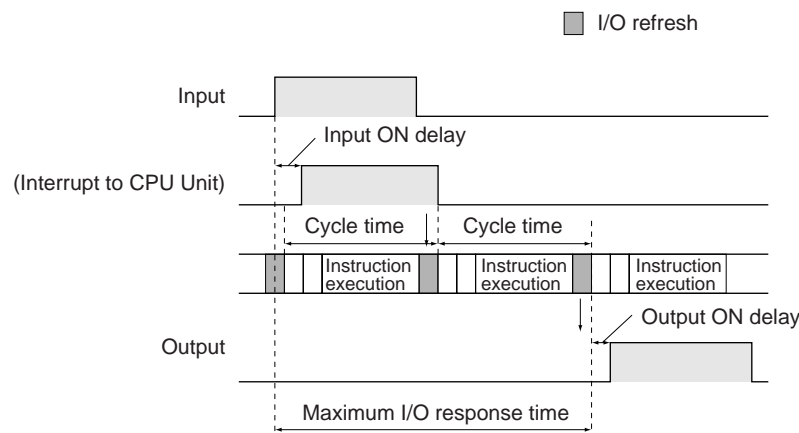 I/O refresh
Input
Input ON delay
(Interrupt to CPU Unit)
Cycle time
Cycle time
Instruction
execution
Instruction
execution
Instruction
execution
Output ON delay
Output
Maximum I/O response time